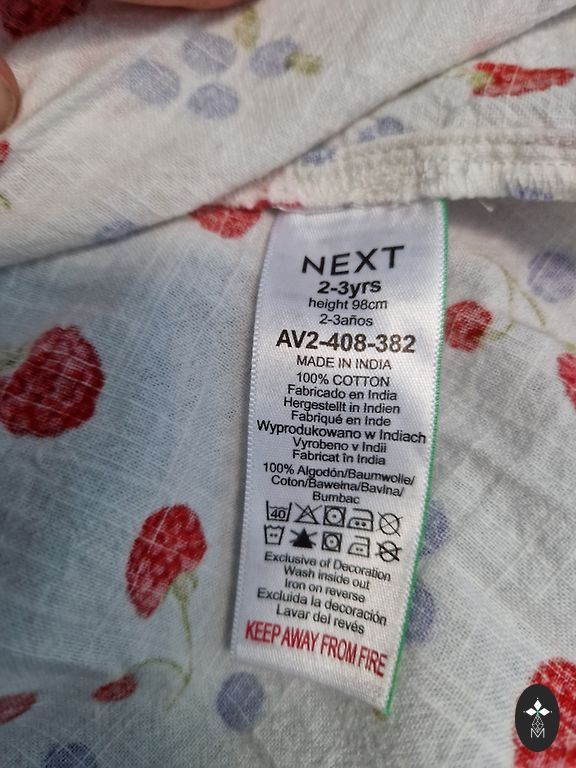 NEXT
2-3yrs
height 98cm
2-3años
AV2-408-382
MADE IN INDIA
100% COTTON
Fabricado en India
Hergestellt in Indien
Fabriqué en Inde
Wyprodukowano w Indiach
Vyrobeno v Indii
Fabricat în India
100% Algodón/Baumwolle/
Coton/Bawełna/Bavlna/
Bumbac
40
Exclusive of Decoration
Wash inside out
Iron on reverse
Excluida la decoración
Lavar del revés
KEEP AWAY FROM FIRE
M